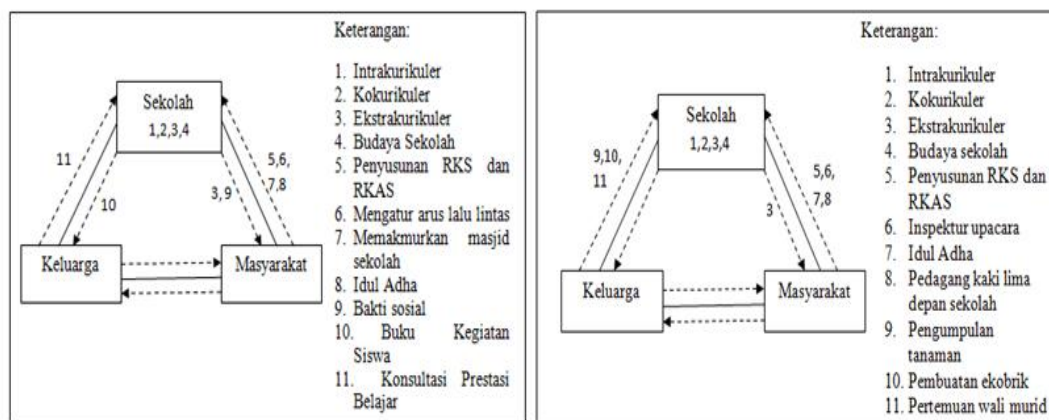 Keterangan:
1. Intrakurikuler
2. Kokurikuler
3. Ekstrakurikuler
4. Budaya Sekolah
5. Penyusunan RKS dan
RKAS
6. Mengatur arus lalu lintas
7. Memakmurkan masjid
sekolah
8. Idul Adha
9. Bakti sosial
10. Buku Kegiatan
Siswa
11. Konsultasi Prestasi
Belajar
Sekolah
1,2,3,4
11
10
3,9
5,6,
7,8
Keluarga
Masyarakat
Keterangan:
1. Intrakurikuler
2. Kokurikuler
3. Ekstrakurikuler
4. Budaya sekolah
5. Penyusunan RKS dan
RKAS
6. Inspektur upacara
7. Idul Adha
8. Pedagang kaki lima
depan sekolah
9. Pengumpulan
tanaman
10. Pembuatan ekobrik
11. Pertemuan wali murid
Sekolah
1,2,3,4
9,10,
11
3
5,6,
7,8
Keluarga
Masyarakat